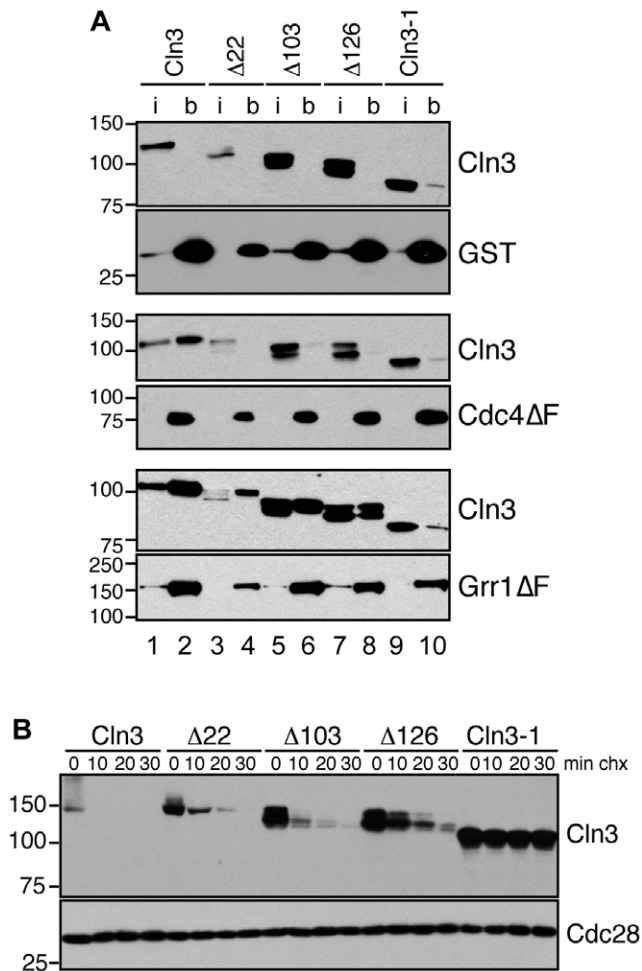 A
Cln3 Δ22 Δ103 Δ126 Cln3-1
i b i b i b i b i b
150
100
75
Cln3
25
GST
150
100
Cln3
100
75
Cdc4ΔF
100
75
Cln3
250
150
100
Grr1ΔF
1 2 3 4 5 6 7 8 9 10
B
Cln3 Δ22 Δ103 Δ126 Cln3-1
0 10 20 30 0 10 20 30 0 10 20 30 0 10 20 30 0 10 20 30 min chx
150
100
75
Cln3
25
Cdc28